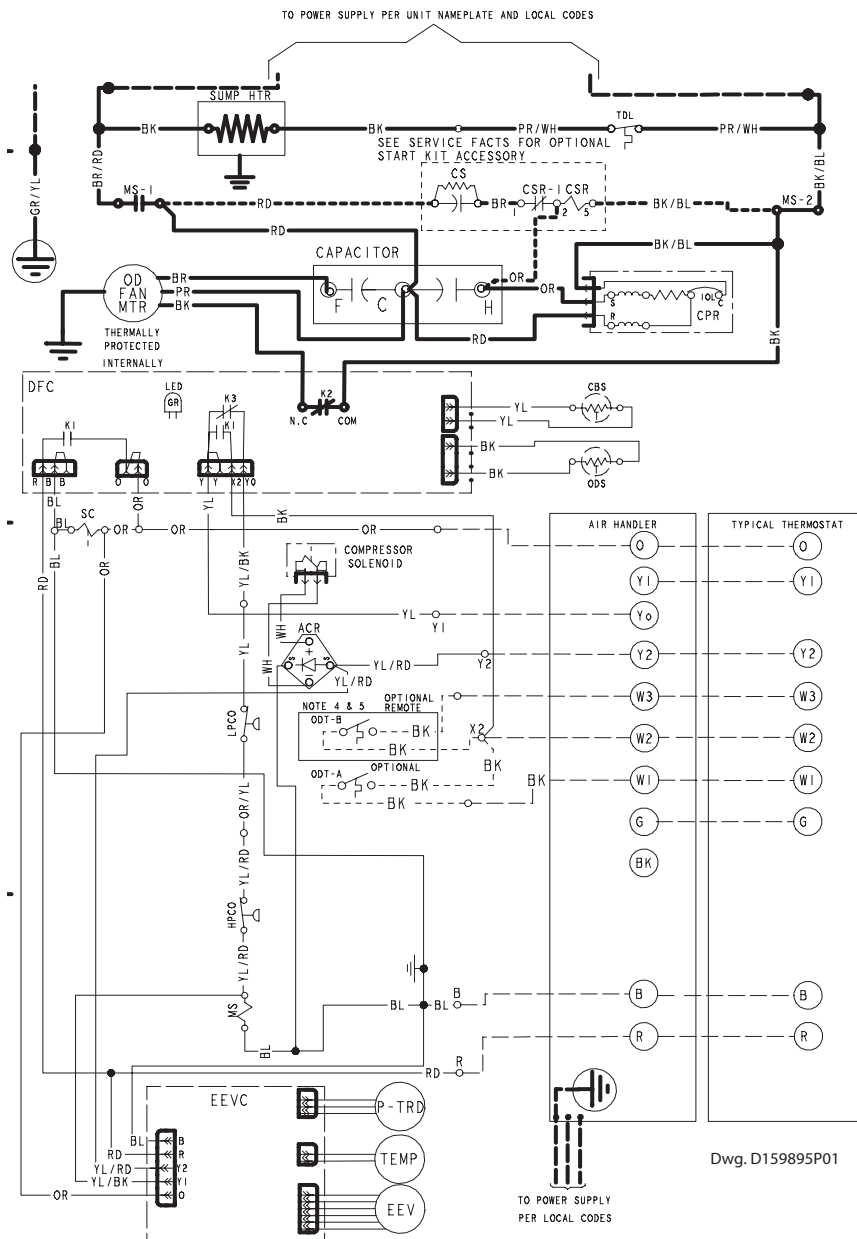 TO POWER SUPPLY PER UNIT NAMEPLATE AND LOCAL CODES
SUMP HTR
BK
BK
PR/WH
TDL
PR/WH
SEE SERVICE FACTS FOR OPTIONAL
START KIT ACCESSORY
GR/YL
BR/RD
BK/BL
MS-1
RD
CS
BR
CSR-1
CSR
1
2
5
BK/BL
MS-2
RD
BK/BL
CAPACITOR
OD
FAN
MTR
BR
PR
BK
F
C
H
OR
OR
S
R
IOL
C
CPR
RD
BK
THERMALLY
PROTECTED
INTERNALLY
DFC
LED
GR
K3
K1
K1
K2
N.C
COM
YL
YL
CBS
BK
BK
ODS
R
B
B
O
O
Y
Y
X2
YO
BL
BL
SC
OR
OR
OR
OR
YL
BK
YL/BK
BL
RD
OR
COMPRESSOR
SOLENOID
AIR HANDLER
TYPICAL THERMOSTAT
O
O
Y1
Y1
YL
Y1
Yo
WH
WH
ACR
+
S
S
−
YL/RD
YL/RD
Y2
Y2
Y2
YL
LPCO
NOTE 4 & 5
OPTIONAL
REMOTE
ODT-B
BK
BK
X2
W3
W3
W2
W2
ODT-A
OPTIONAL
BK
BK
BK
BK
W1
W1
OR/YL
G
G
YL/RD
BK
HPCO
YL/RD
MS
BL
BL
BL
B
B
B
R
R
RD
R
EEVC
P-TRD
TEMP
EEV
BL
RD
YL/RD
YL/BK
OR
B
R
Y2
Y1
O
Dwg. D159895P01
TO POWER SUPPLY
PER LOCAL CODES